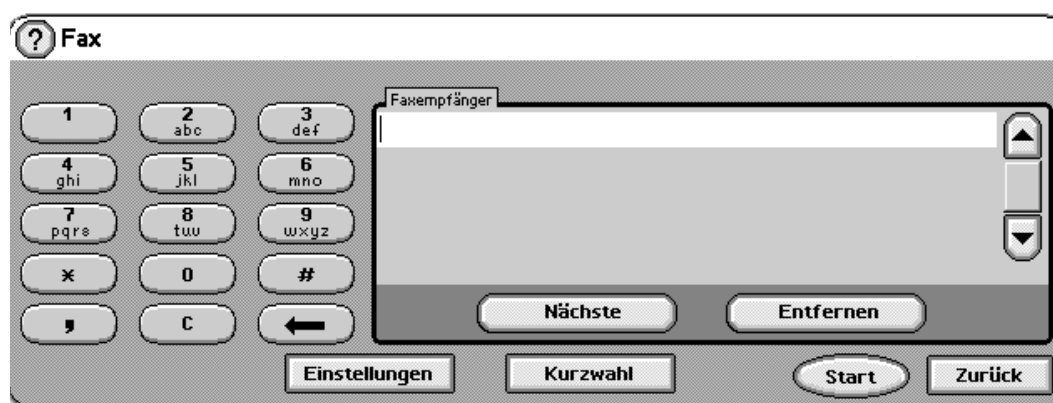 ? Fax
Faxempfänger
1 2 3
abc def
4 5 6
ghi jkl mno
7 8 9
pqrs tuv wxyz
* 0 #
, C
Nächste Entfernen
Einstellungen Kurzwahl Start Zurück